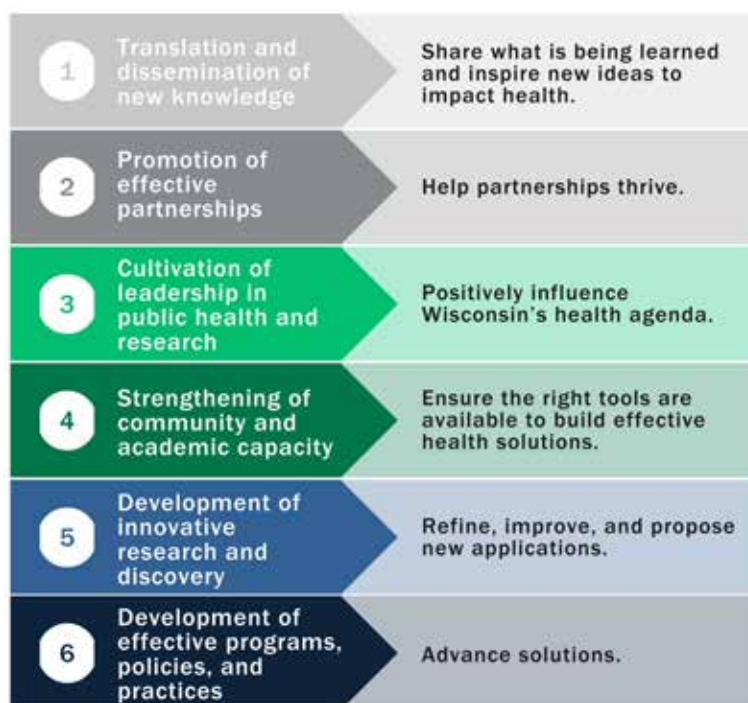 1
Translation and
dissemination of
new knowledge
Share what is being learned
and inspire new ideas to
impact health.
2
Promotion of
effective
partnerships
Help partnerships thrive.
3
Cultivation of
leadership in
public health and
research
Positively influence
Wisconsin's health agenda.
4
Strengthening of
community and
academic capacity
Ensure the right tools are
available to build effective
health solutions.
5
Development of
innovative
research and
discovery
Refine, improve, and propose
new applications.
6
Development of
effective programs,
policies, and
practices
Advance solutions.